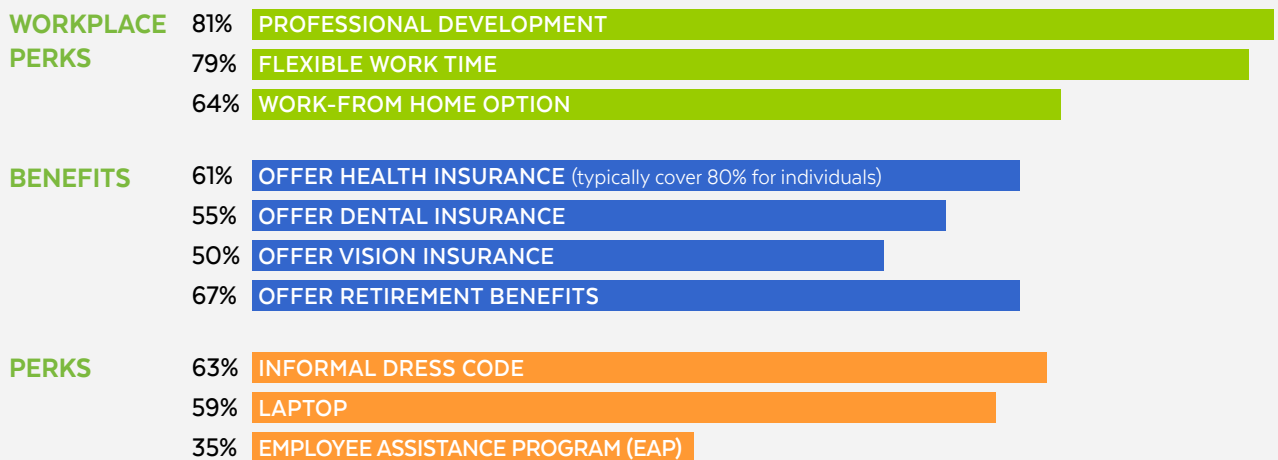 WORKPLACE PERKS
81% PROFESSIONAL DEVELOPMENT
79% FLEXIBLE WORK TIME
64% WORK-FROM HOME OPTION
BENEFITS
61% OFFER HEALTH INSURANCE (typically cover 80% for individuals)
55% OFFER DENTAL INSURANCE
50% OFFER VISION INSURANCE
67% OFFER RETIREMENT BENEFITS
PERKS
63% INFORMAL DRESS CODE
59% LAPTOP
35% EMPLOYEE ASSISTANCE PROGRAM (EAP)